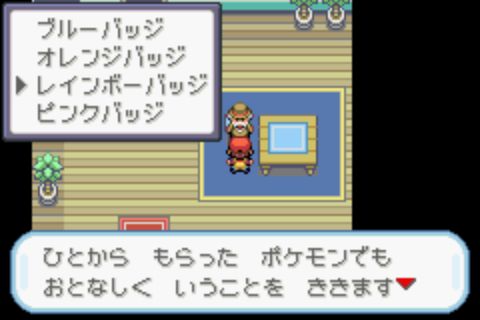 ブルーバッジ
オレンジバッジ
▶レインボーバッジ
ピンクバッジ
ひとから もらった ポケモンでも
おとなしく いうことを ききます▼